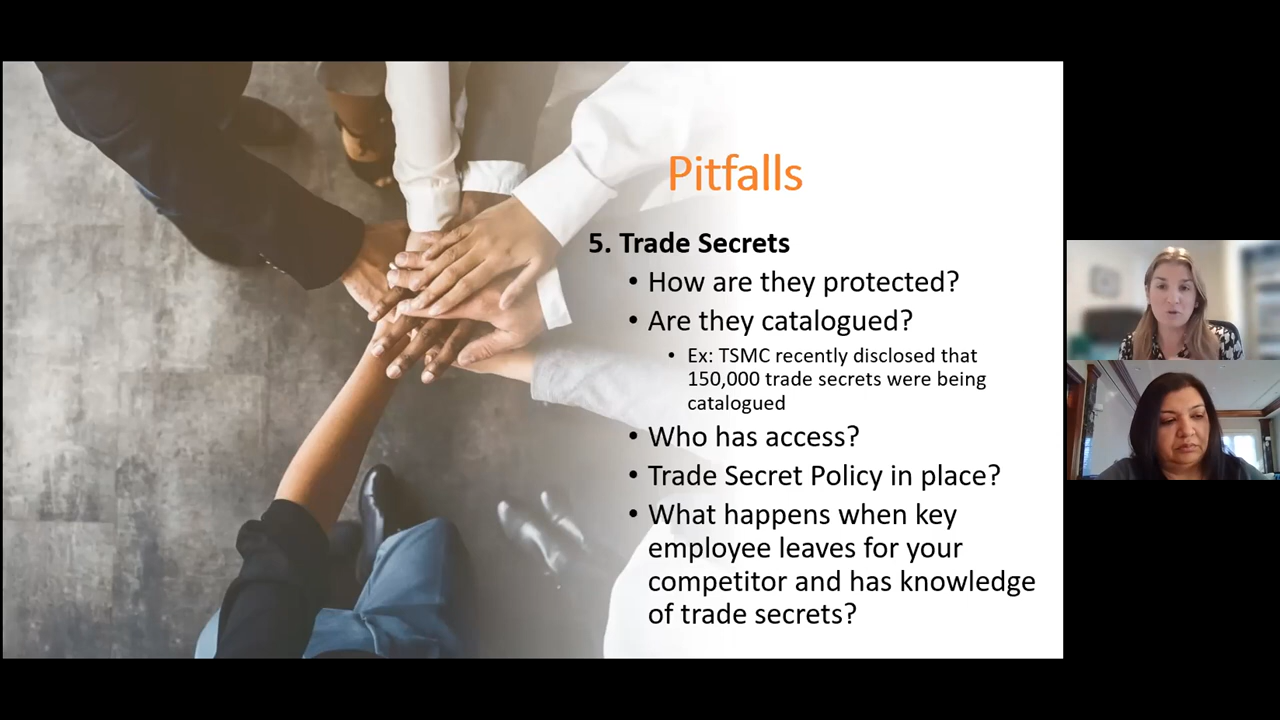 Pitfalls
5. Trade Secrets
• How are they protected?
• Are they catalogued?
• Ex: TSMC recently disclosed that
150,000 trade secrets were being
catalogued
• Who has access?
• Trade Secret Policy in place?
• What happens when key
employee leaves for your
competitor and has knowledge
of trade secrets?